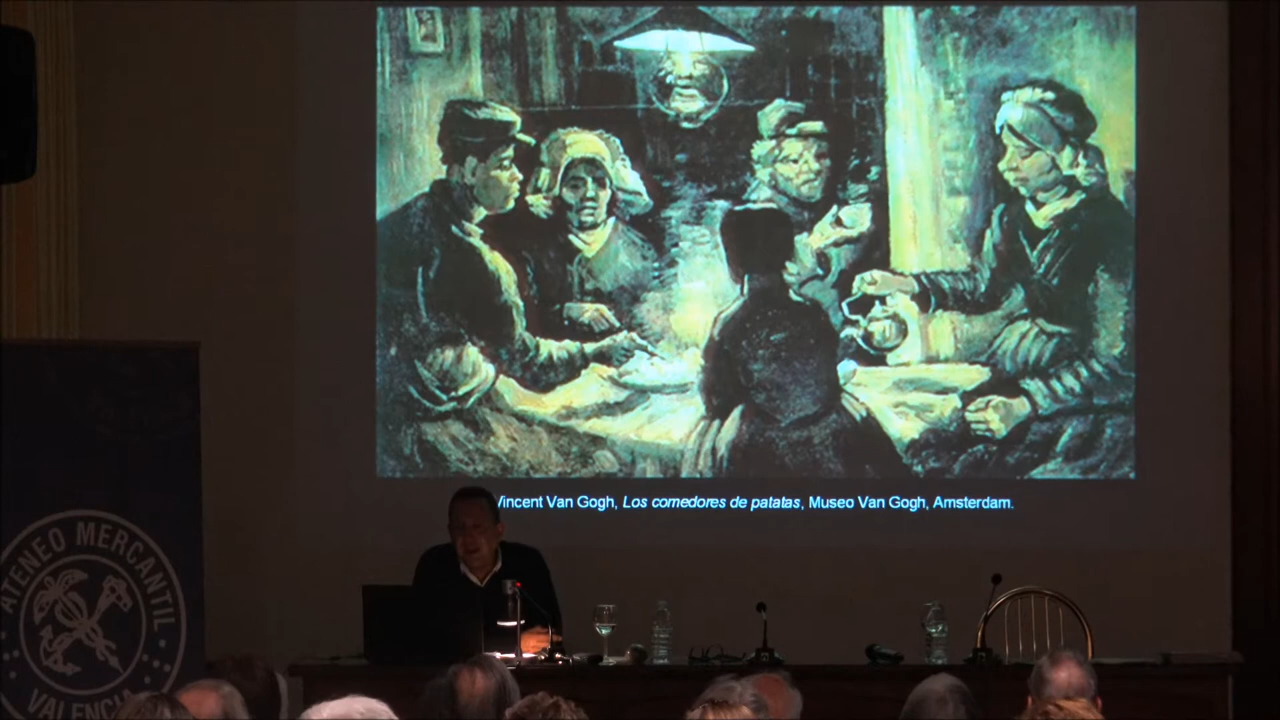 Vincent Van Gogh, Los comedores de patatas, Museo Van Gogh, Amsterdam.
ATENEO MERCANTIL
VALENCIA